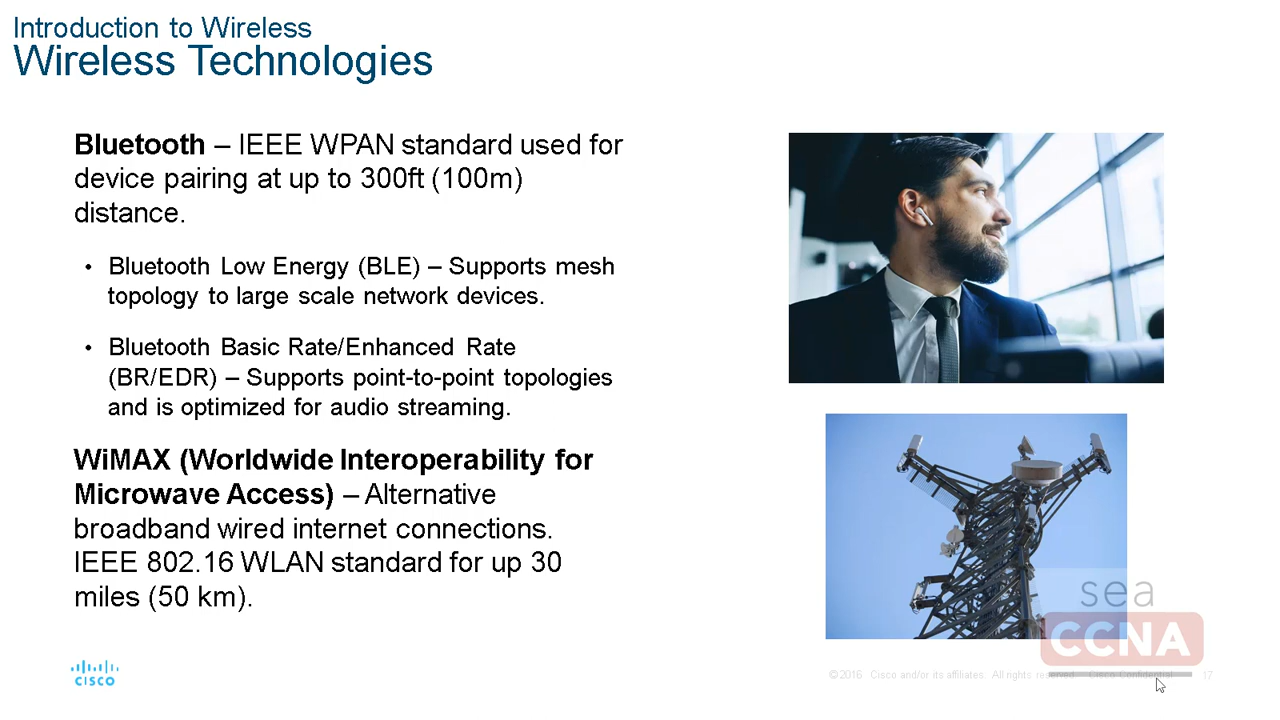 Introduction to Wireless
Wireless Technologies
Bluetooth – IEEE WPAN standard used for
device pairing at up to 300ft (100m)
distance.
• Bluetooth Low Energy (BLE) – Supports mesh
topology to large scale network devices.
• Bluetooth Basic Rate/Enhanced Rate
(BR/EDR) – Supports point-to-point topologies
and is optimized for audio streaming.
WiMAX (Worldwide Interoperability for
Microwave Access) – Alternative
broadband wired internet connections.
IEEE 802.16 WLAN standard for up 30
miles (50 km).
sea
CCNA
CISCO
© 2016 Cisco and/or its affiliates. All rights reserved. Cisco Confidential
17